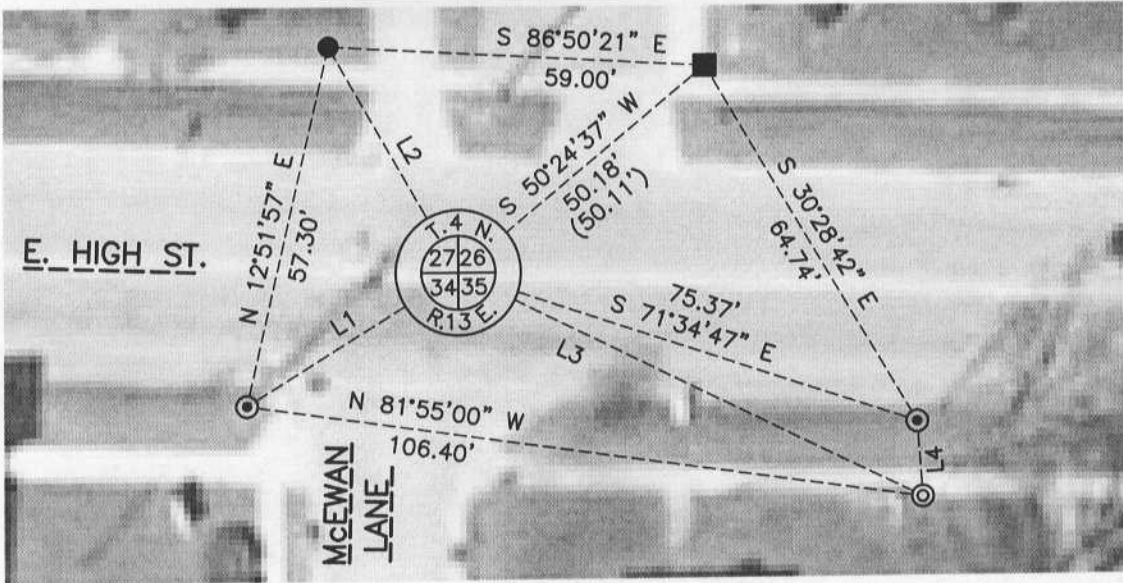 S 86°50'21" E
59.00'
N 12°51'57" E
57.30'
L2
S 50°24'37" W
50.18'
(50.11')
S 30°28'42" E
64.74'
E. HIGH ST.
T.4 N.
27 26
34 35
R.13 E.
L1
75.37'
S 71°34'47" E
L3
N 81°55'00" W
106.40'
L4
McEWAN
LANE